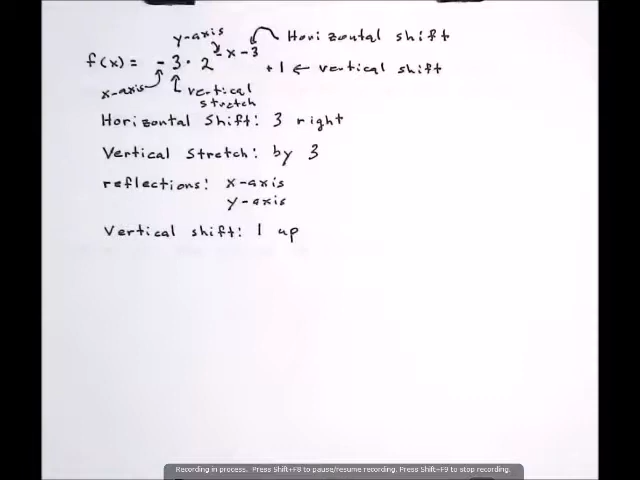 y-axis
Horizontal shift
f(x) = -3·2^-x-3 +1 ← vertical shift
x-axis vertical stretch
Horizontal Shift: 3 right
Vertical Stretch: by 3
reflections: x-axis
y-axis
Vertical shift: 1 up
Recording in process. Press Shift+F8 to pause/resume recording. Press Shift+F9 to stop recording.